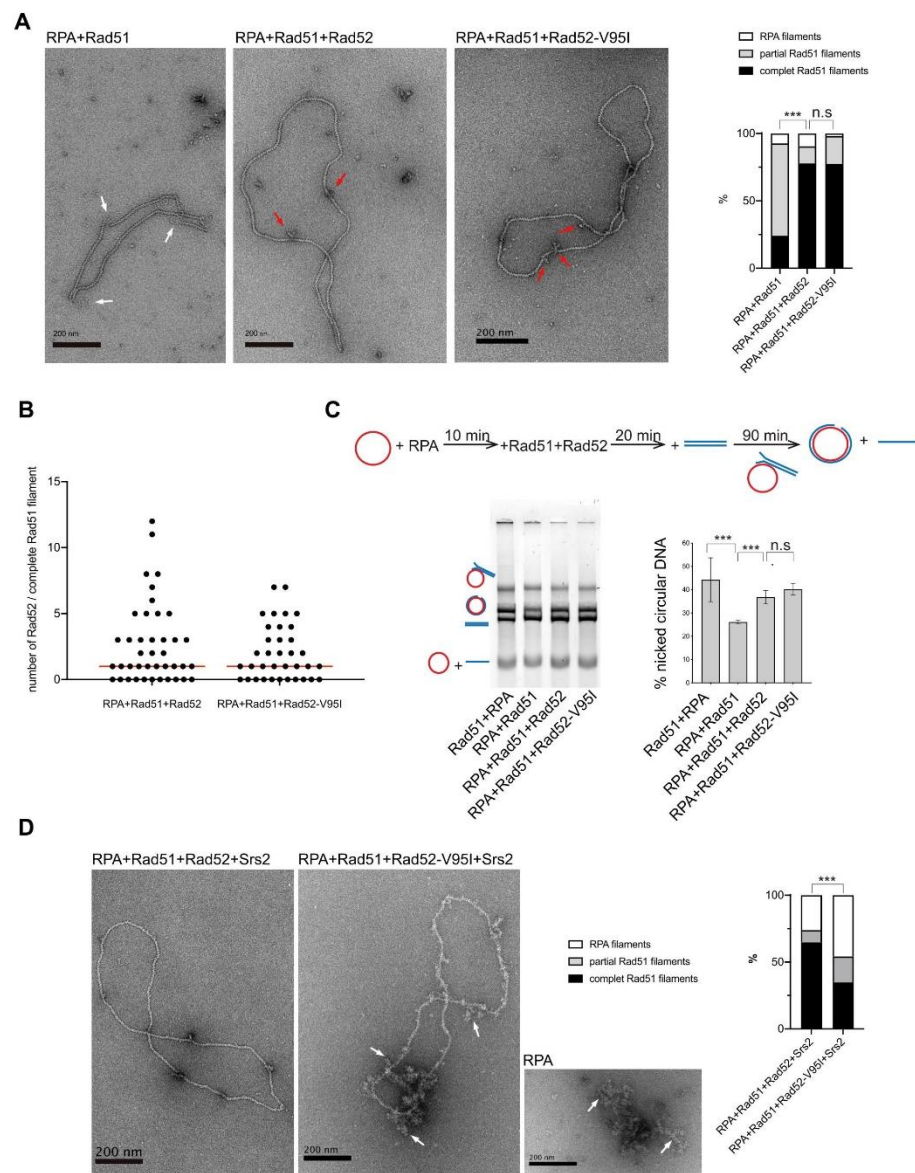 A
RPA+Rad51
RPA+Rad51+Rad52
RPA+Rad51+Rad52-V95I
200 nm
200 nm
200 nm
RPA filaments
partial Rad51 filaments
complet Rad51 filaments
*** n.s
100
50
0
%
RPA+Rad51
RPA+Rad51+Rad52
RPA+Rad51+Rad52-V95I
B
number of Rad52 / complete Rad51 filament
15
10
5
0
RPA+Rad51+Rad52
RPA+Rad51+Rad52-V95I
C
+ RPA 10 min +Rad51+Rad52 20 min + 90 min +
+
Rad51+RPA
RPA+Rad51
RPA+Rad51+Rad52
RPA+Rad51+Rad52-V95I
% nicked circular DNA
60
50
40
30
20
10
0
*** *** n.s
Rad51+RPA
RPA+Rad51
RPA+Rad51+Rad52
RPA+Rad51+Rad52-V95I
D
RPA+Rad51+Rad52+Srs2
RPA+Rad51+Rad52-V95I+Srs2
200 nm
200 nm
RPA
200 nm
RPA filaments
partial Rad51 filaments
complet Rad51 filaments
***
100
50
0
%
RPA+Rad51+Rad52+Srs2
RPA+Rad51+Rad52-V95I+Srs2